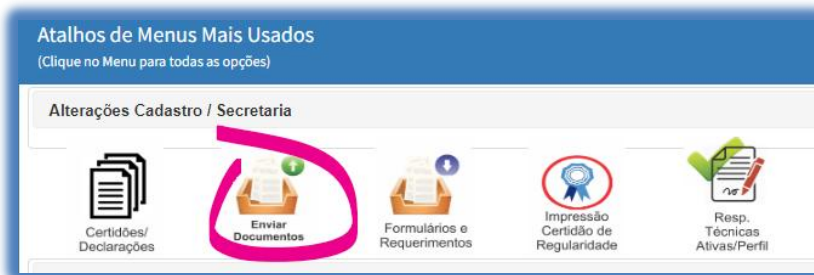 Atalhos de Menus Mais Usados
(Clique no Menu para todas as opções)
Alterações Cadastro / Secretaria
Certidões/
Declarações
Enviar
Documentos
Formulários e
Requerimentos
Impressão
Certidão de
Regularidade
Resp.
Técnicas
Ativas/Perfil